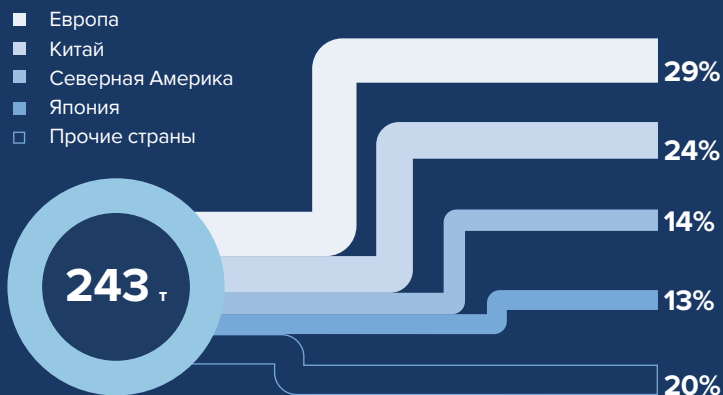 Европа
Китай
Северная Америка
Япония
Прочие страны
29%
24%
14%
243 т
13%
20%